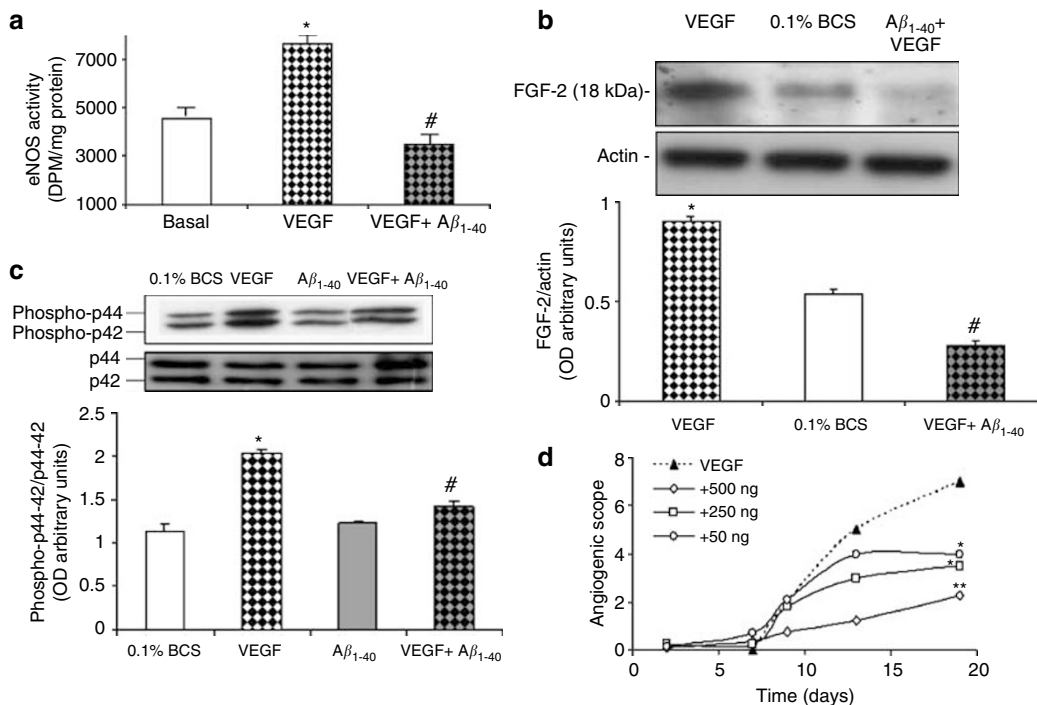 a
eNOS activity
(DPM/mg protein)
7000
5000
3000
1000
*
#
Basal VEGF VEGF+ Aβ1-40
b
VEGF 0.1% BCS Aβ1-40+
VEGF
FGF-2 (18 kDa)-
Actin -
FGF-2/actin
(OD arbitrary units)
1
0.5
0
*
#
VEGF 0.1% BCS VEGF+ Aβ1-40
c
0.1% BCS VEGF Aβ1-40 VEGF+ Aβ1-40
Phospho-p44
Phospho-p42
p44
p42
Phospho-p44-42/p44-42
(OD arbitrary units)
2.5
2
1.5
1
0.5
0
*
#
0.1% BCS VEGF Aβ1-40 VEGF+ Aβ1-40
d
VEGF
+500 ng
+250 ng
+50 ng
Angiogenic scope
6
4
2
0
*
*
**
0 5 10 15 20
Time (days)